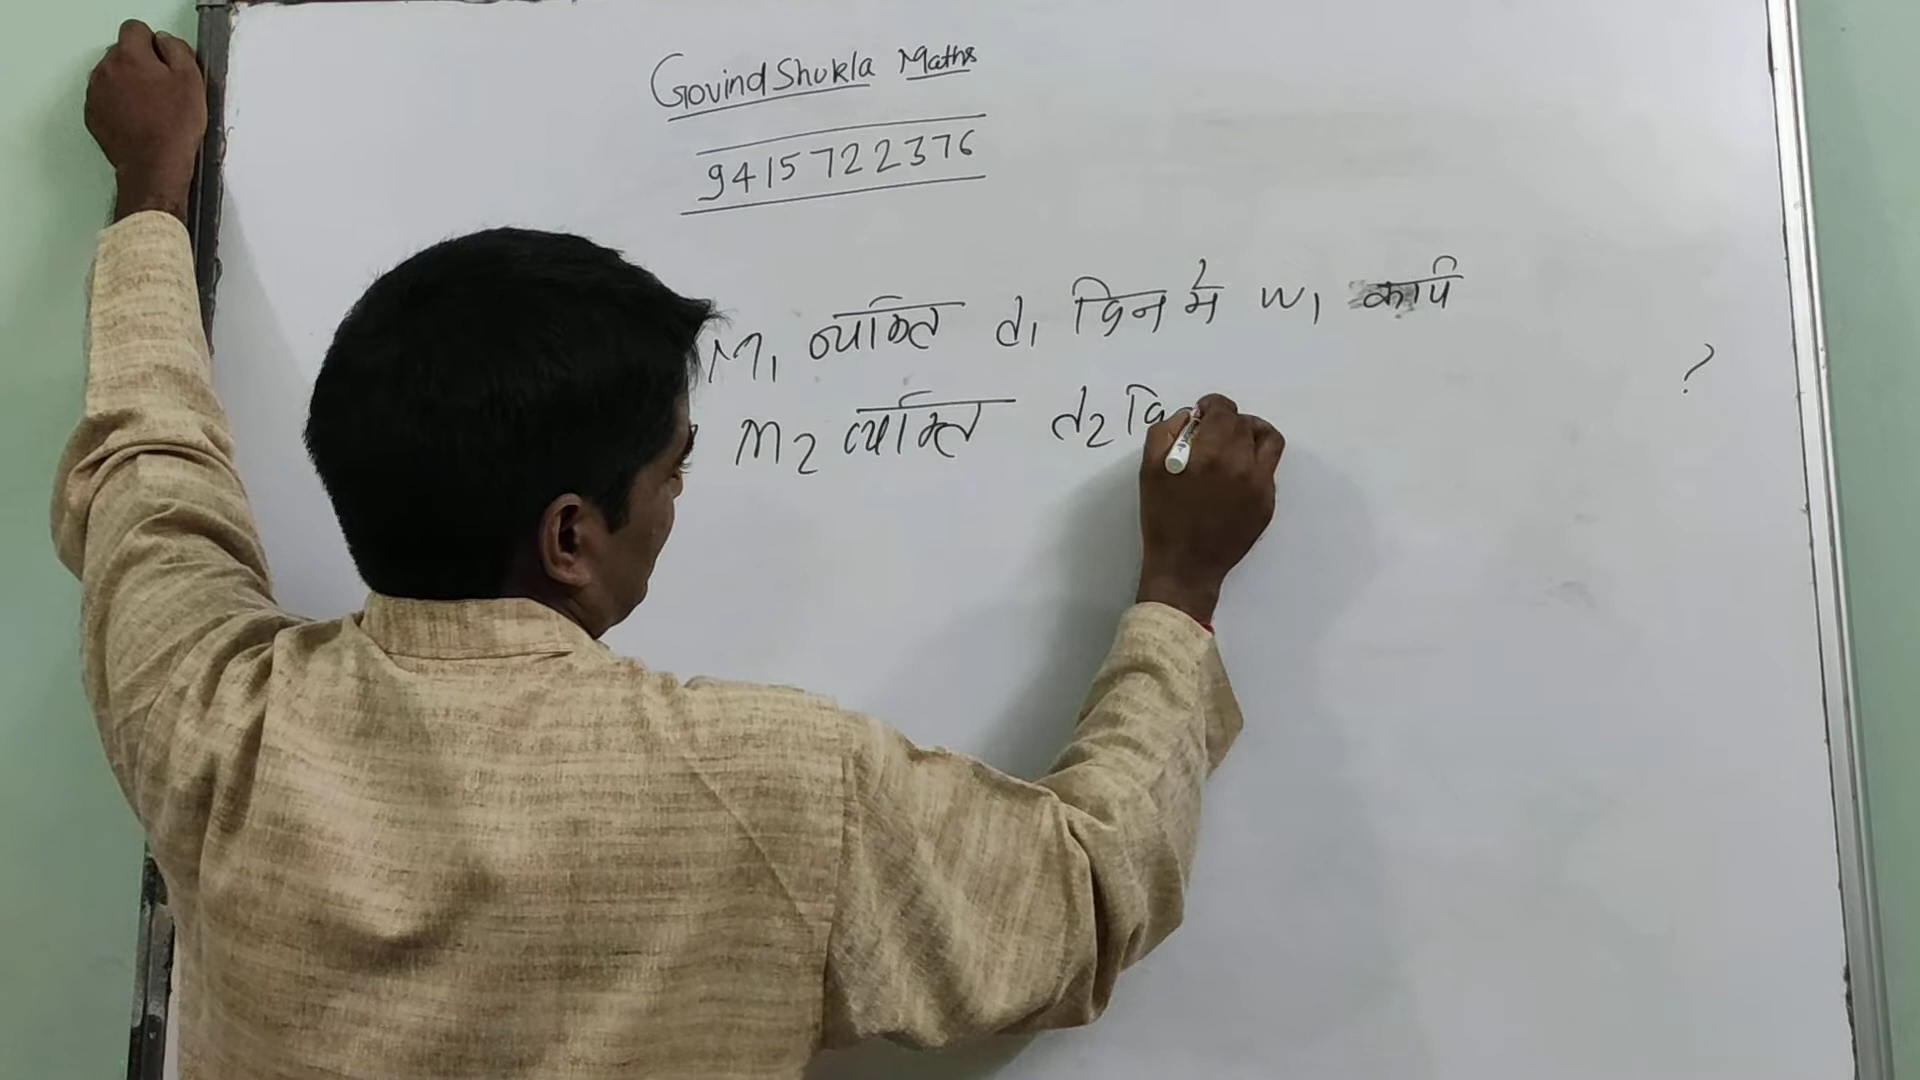 Govind Shukla Maths
9415722376
M₁ व्यक्ति d₁ दिन में W₁ कार्य
?
M₂ व्यक्ति d₂ दि